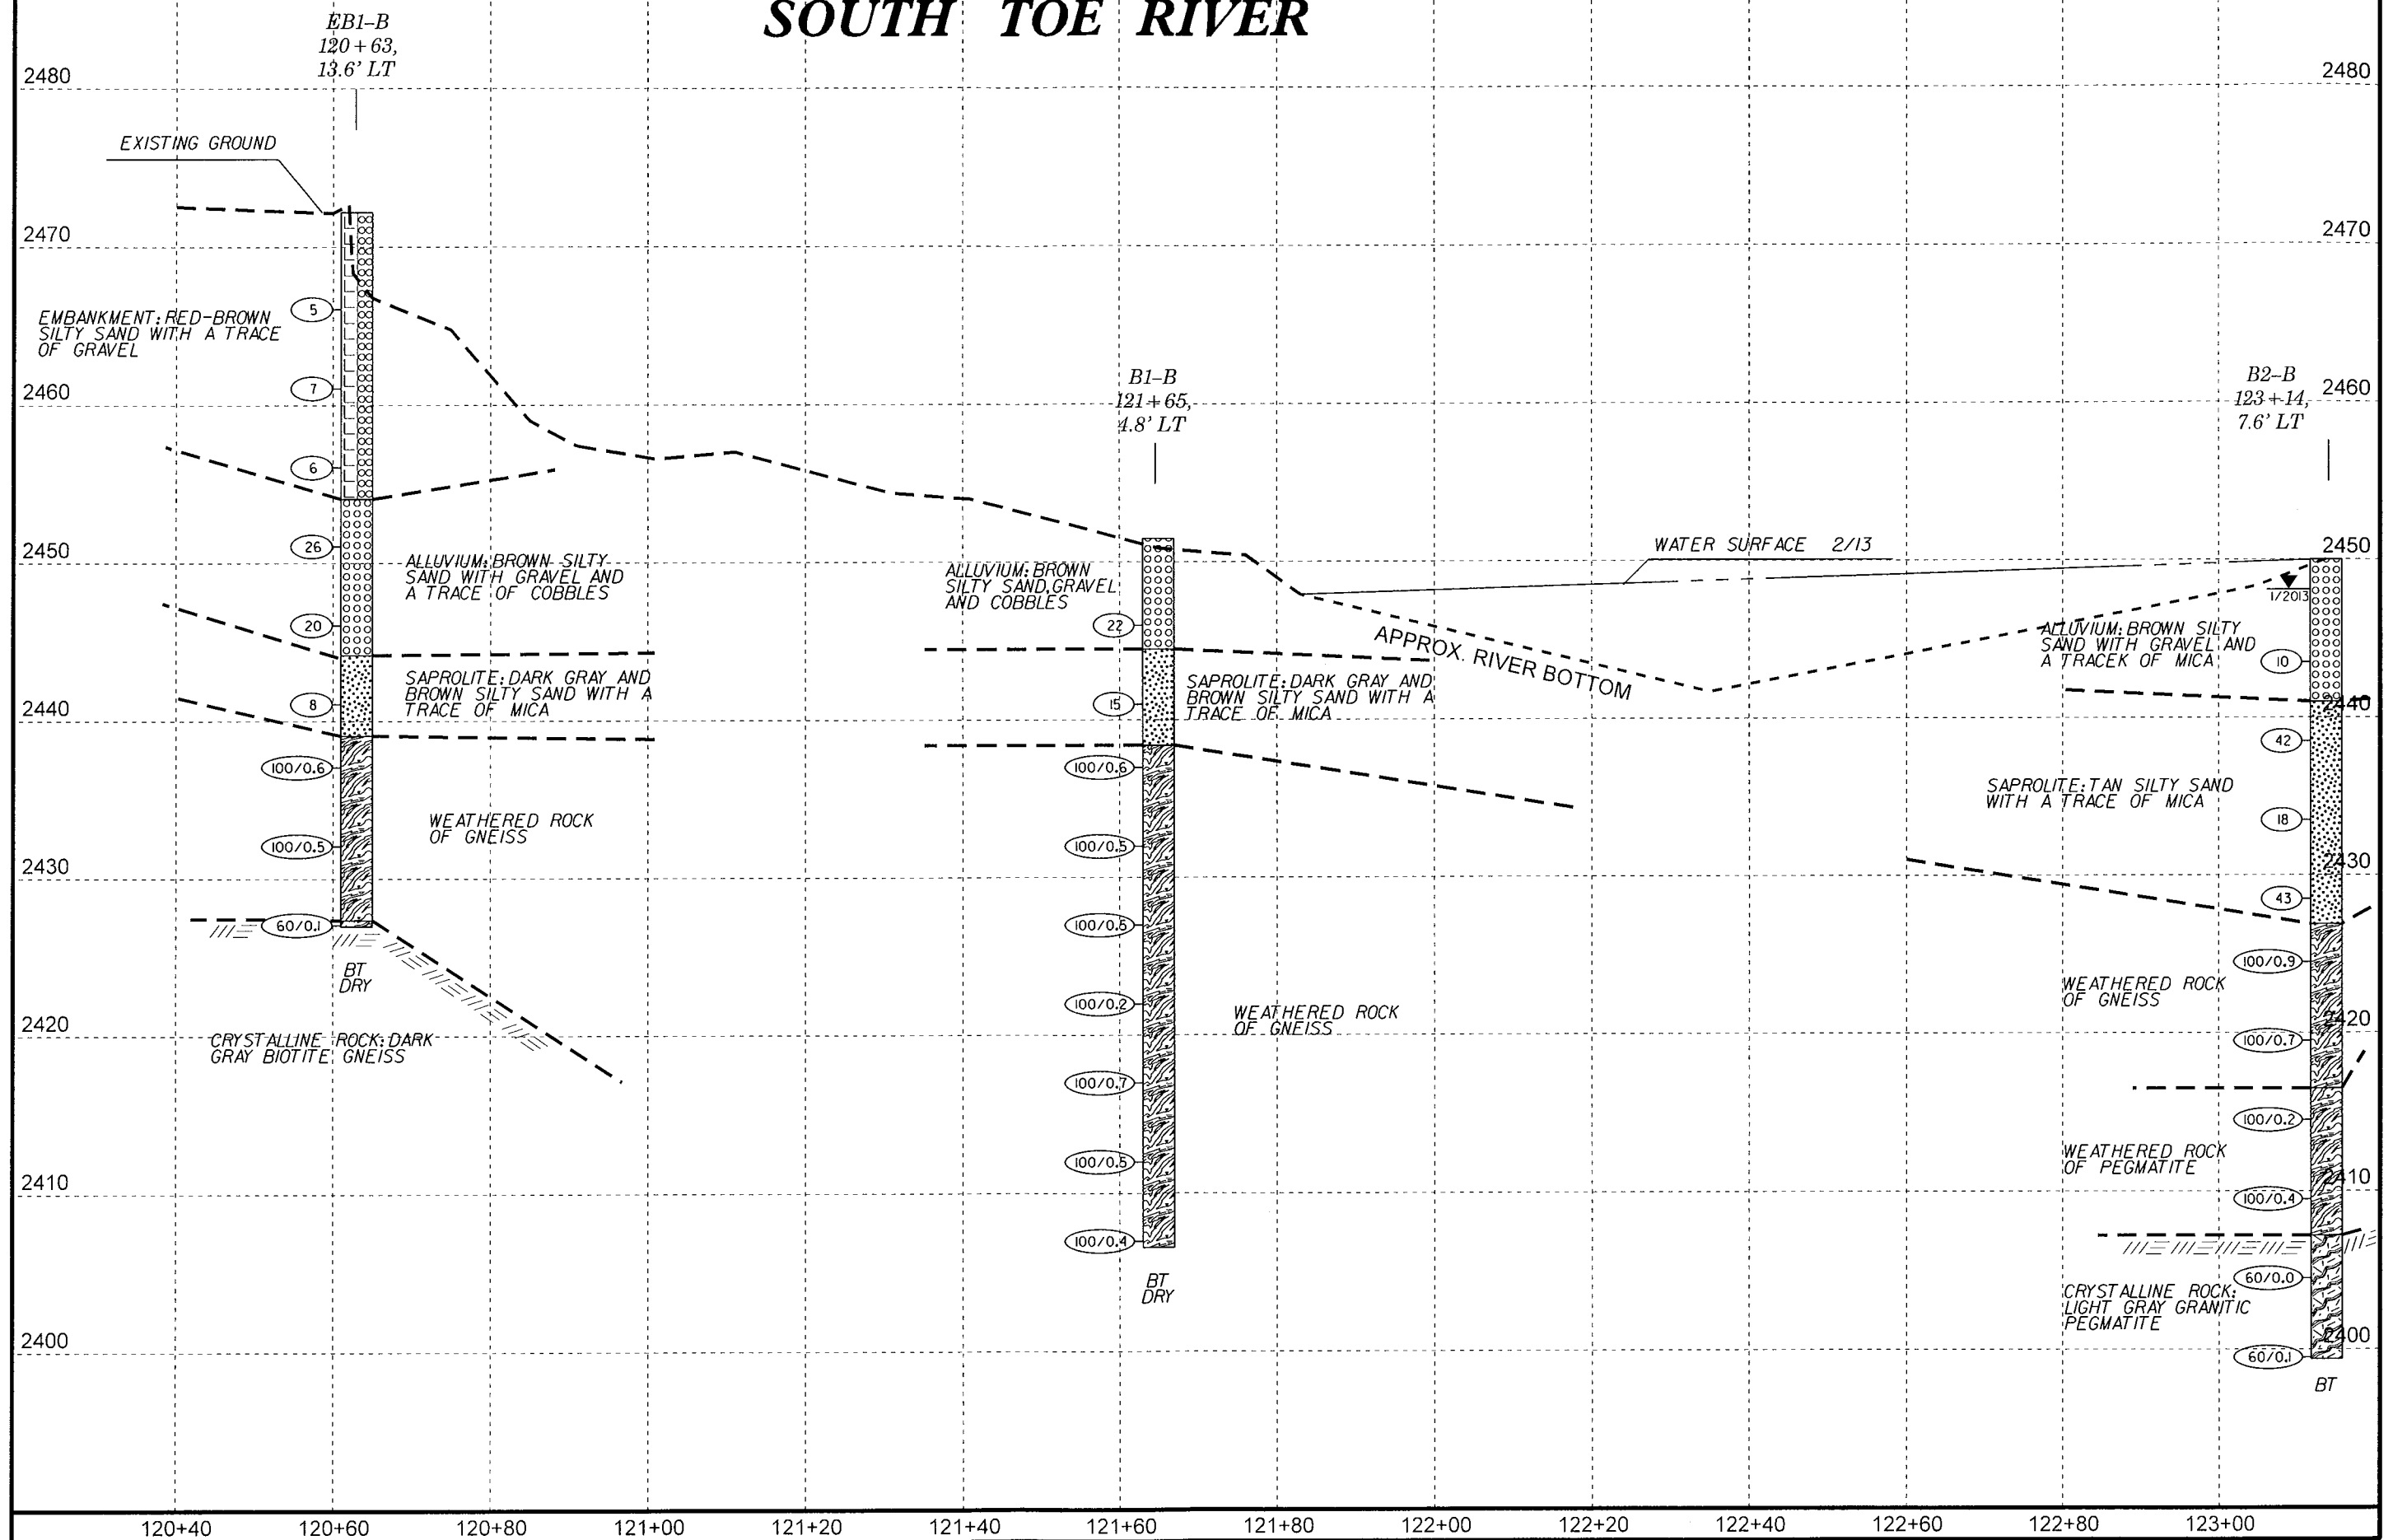 SOUTH TOE RIVER
EB1-B
120+63,
13.6' LT
2480
2480
EXISTING GROUND
2470
2470
EMBANKMENT: RED-BROWN
SILTY SAND WITH A TRACE
OF GRAVEL
5
7
6
26
20
8
100/0.6
100/0.5
60/0.1
BT
DRY
2460
2460
B1-B
121+65,
4.8' LT
B2-B
123+14,
7.6' LT
2450
2450
ALLUVIUM: BROWN SILTY
SAND WITH GRAVEL AND
A TRACE OF COBBLES
ALLUVIUM: BROWN
SILTY SAND, GRAVEL
AND COBBLES
WATER SURFACE 2/13
1/2013
APPROX. RIVER BOTTOM
ALLUVIUM: BROWN SILTY
SAND WITH GRAVEL AND
A TRACEK OF MICA
SAPROLITE: DARK GRAY AND
BROWN SILTY SAND WITH A
TRACE OF MICA
SAPROLITE: DARK GRAY AND
BROWN SILTY SAND WITH A
TRACE OF MICA
2440
2440
SAPROLITE: TAN SILTY SAND
WITH A TRACE OF MICA
WEATHERED ROCK
OF GNEISS
2430
2430
22
15
100/0.6
100/0.5
100/0.5
100/0.2
100/0.7
100/0.5
100/0.4
BT
DRY
WEATHERED ROCK
OF GNEISS
10
42
18
43
100/0.9
100/0.7
100/0.2
100/0.4
60/0.0
60/0.1
BT
WEATHERED ROCK
OF GNEISS
2420
2420
CRYSTALLINE ROCK: DARK
GRAY BIOTITE GNEISS
WEATHERED ROCK
OF PEGMATITE
2410
2410
CRYSTALLINE ROCK:
LIGHT GRAY GRANITIC
PEGMATITE
2400
2400
120+40 120+60 120+80 121+00 121+20 121+40 121+60 121+80 122+00 122+20 122+40 122+60 122+80 123+00